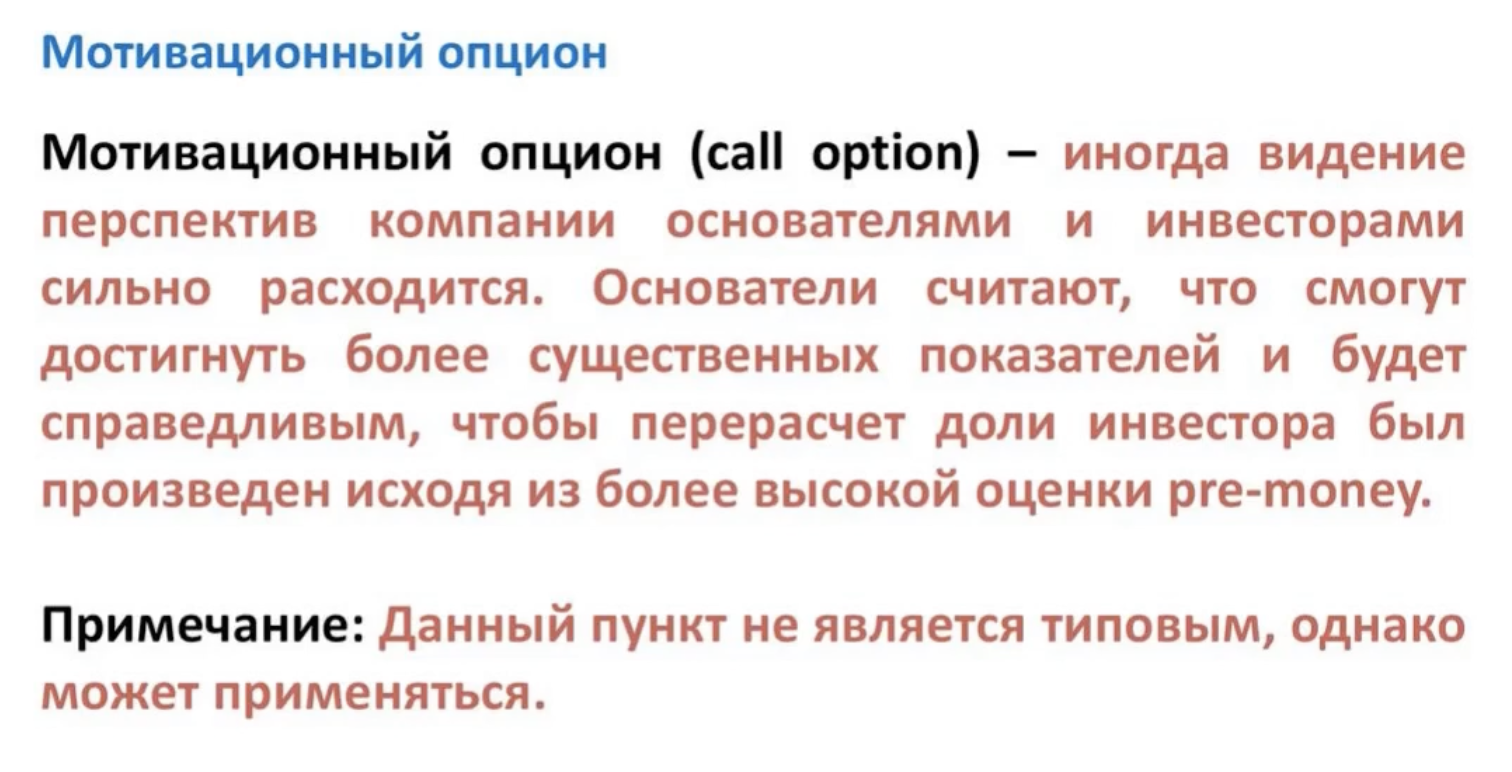 Мотивационный опцион
Мотивационный опцион (call option) – иногда видение
перспектив компании основателями и инвесторами
сильно расходится. Основатели считают, что смогут
достигнуть более существенных показателей и будет
справедливым, чтобы перерасчет доли инвестора был
произведен исходя из более высокой оценки pre-money.
Примечание: Данный пункт не является типовым, однако
может применяться.